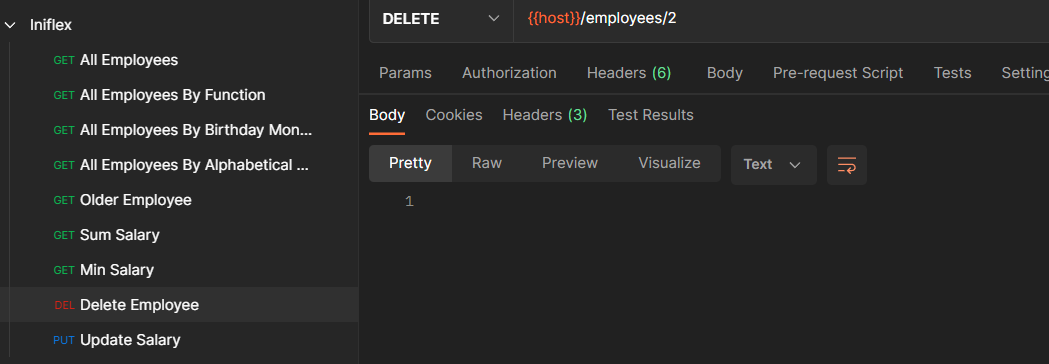 Iniflex
GET All Employees
GET All Employees By Function
GET All Employees By Birthday Mon...
GET All Employees By Alphabetical ...
GET Older Employee
GET Sum Salary
GET Min Salary
DEL Delete Employee
PUT Update Salary
DELETE {{host}}/employees/2
Params Authorization Headers (6) Body Pre-request Script Tests Setting
Body Cookies Headers (3) Test Results
Pretty Raw Preview Visualize Text
1